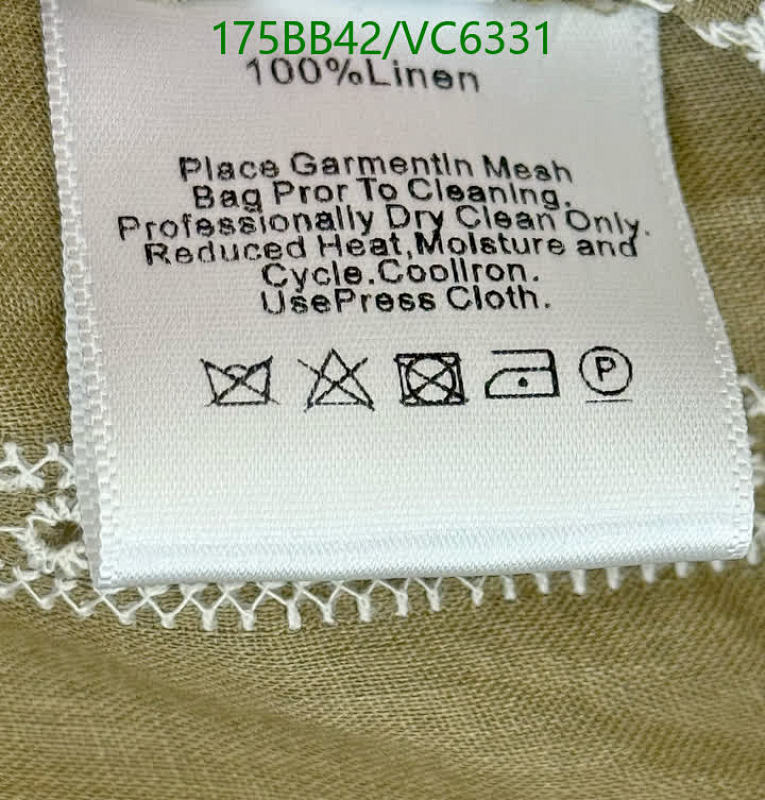 175BB42/VC6331
100%Linen
Place GarmentIn Mesh
Bag Pror To Cleaning.
Professionally Dry Clean Only.
Reduced Heat,Moisture and
Cycle.CoolIron.
UsePress Cloth.
P